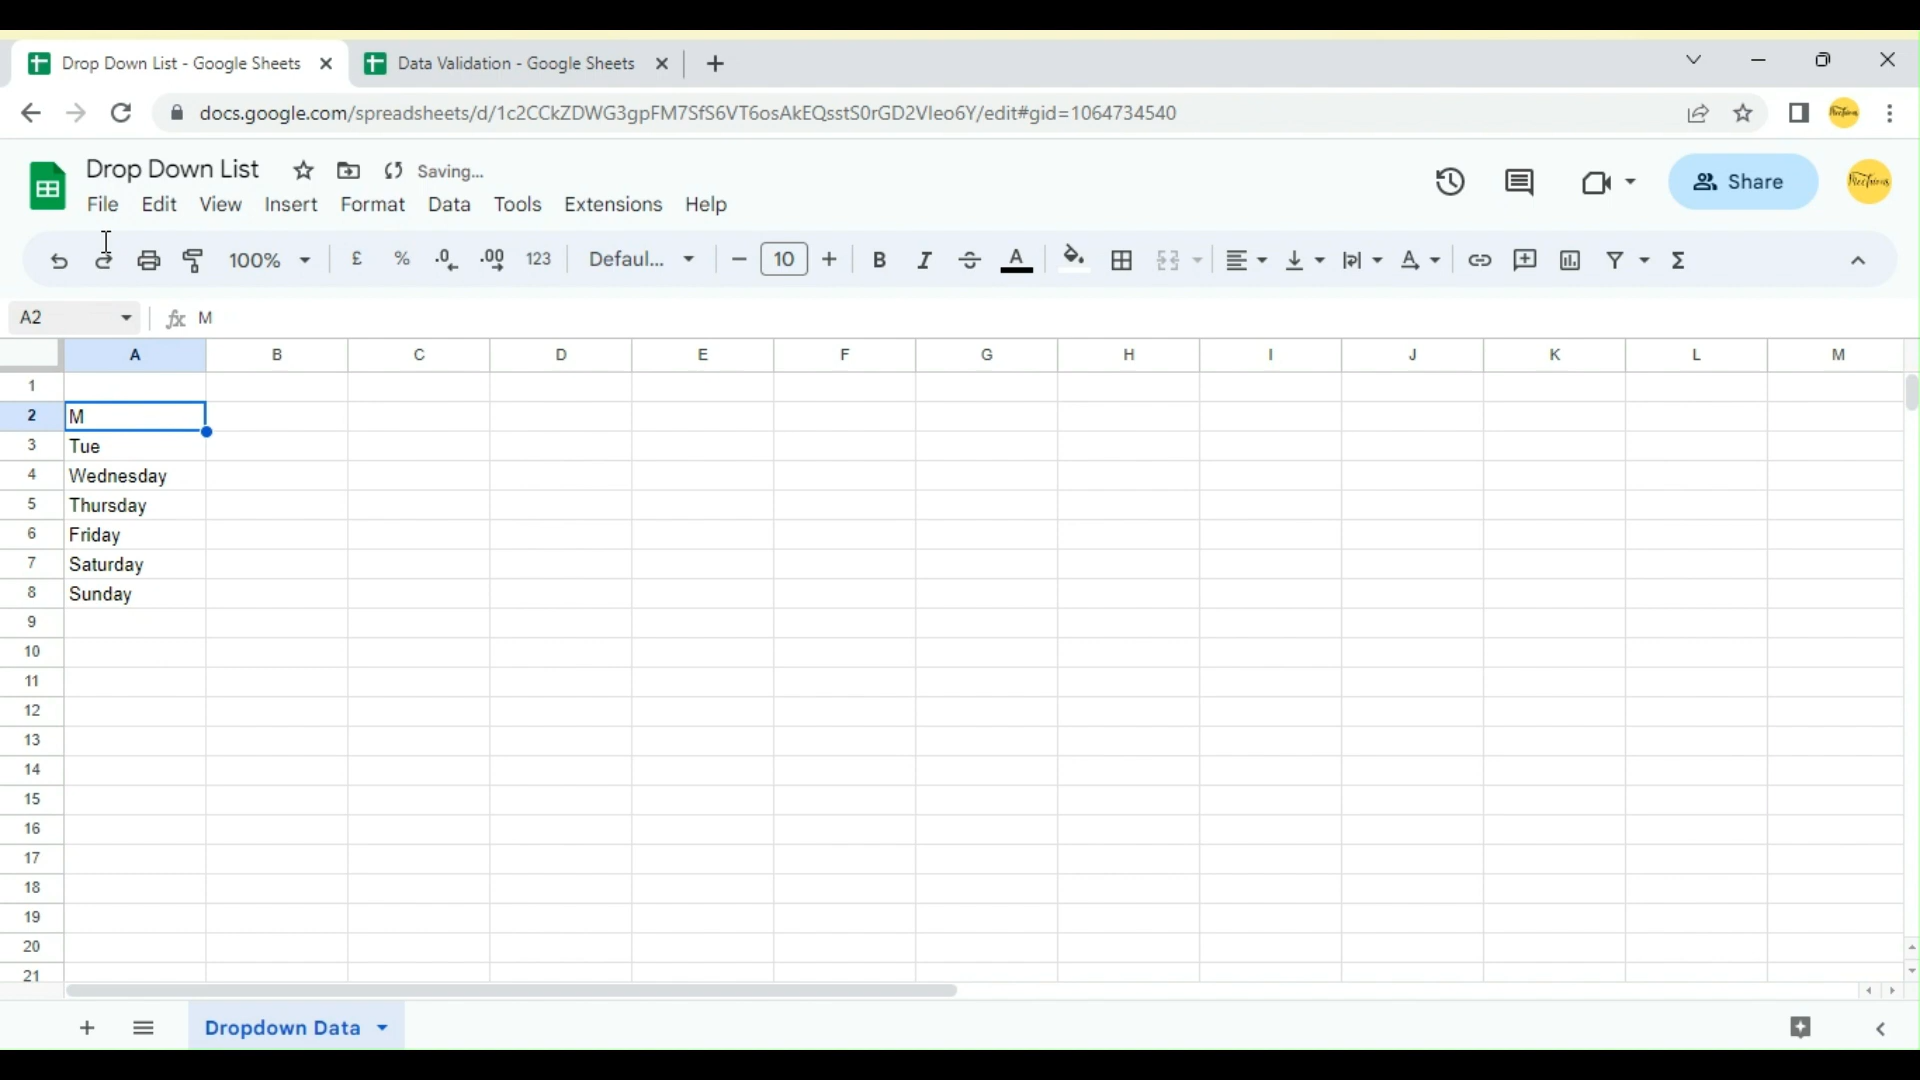 Drop Down List - Google Sheets
Data Validation - Google Sheets
docs.google.com/spreadsheets/d/1c2CCkZDWG3gpFM7SfS6VT6osAkEQsstS0rGD2Vleo6Y/edit#gid=1064734540
Drop Down List Saving...
Share
File Edit View Insert Format Data Tools Extensions Help
100% £ % .0 .00 123 Defaul... 10 B I A Σ
A2 fx M
A B C D E F G H I J K L M
1
2 M
3 Tue
4 Wednesday
5 Thursday
6 Friday
7 Saturday
8 Sunday
9
10
11
12
13
14
15
16
17
18
19
20
21
Dropdown Data